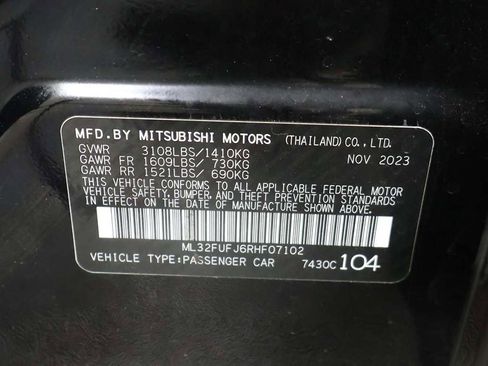 MFD.BY MITSUBISHI MOTORS (THAILAND)CO.,LTD.
GVWR 3108LBS/1410KG NOV 2023
GAWR FR 1609LBS/ 730KG
GAWR RR 1521LBS/ 690KG
THIS VEHICLE CONFORMS TO ALL APPLICABLE FEDERAL MOTOR
VEHICLE SAFETY, BUMPER, AND THEFT PREVENTION STANDARDS
IN EFFECT ON THE DATE OF MANUFACTURE SHOWN ABOVE.
ML32FUFJ6RHF07102
VEHICLE TYPE:PASSENGER CAR 7430C 104